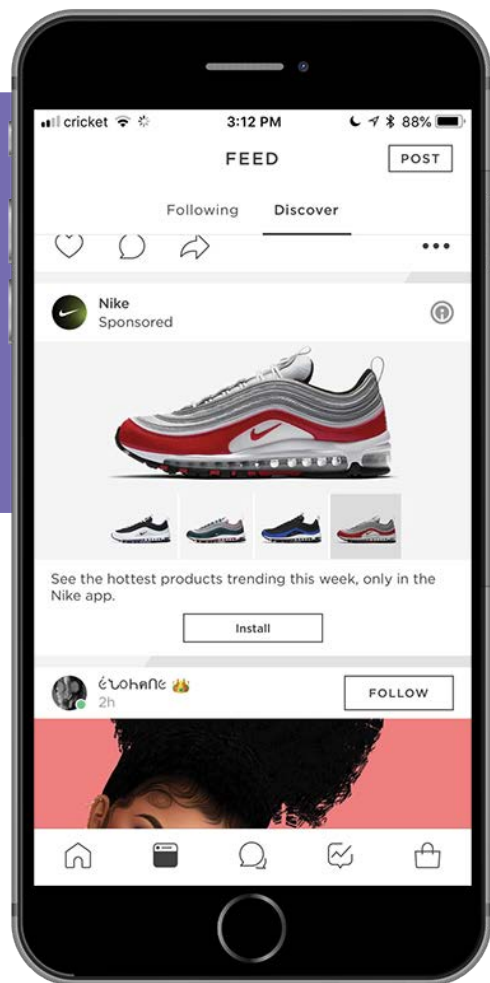 cricket 3:12 PM 88%
FEED POST
Following Discover
Nike
Sponsored
See the hottest products trending this week, only in the
Nike app.
Install
2h
FOLLOW